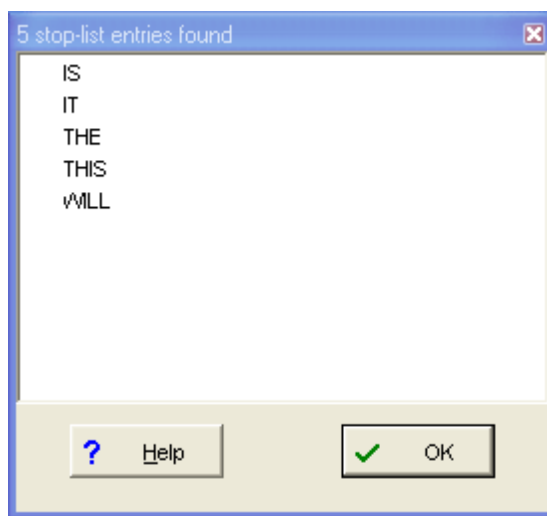 5 stop-list entries found
IS
IT
THE
THIS
WILL
? Help
OK